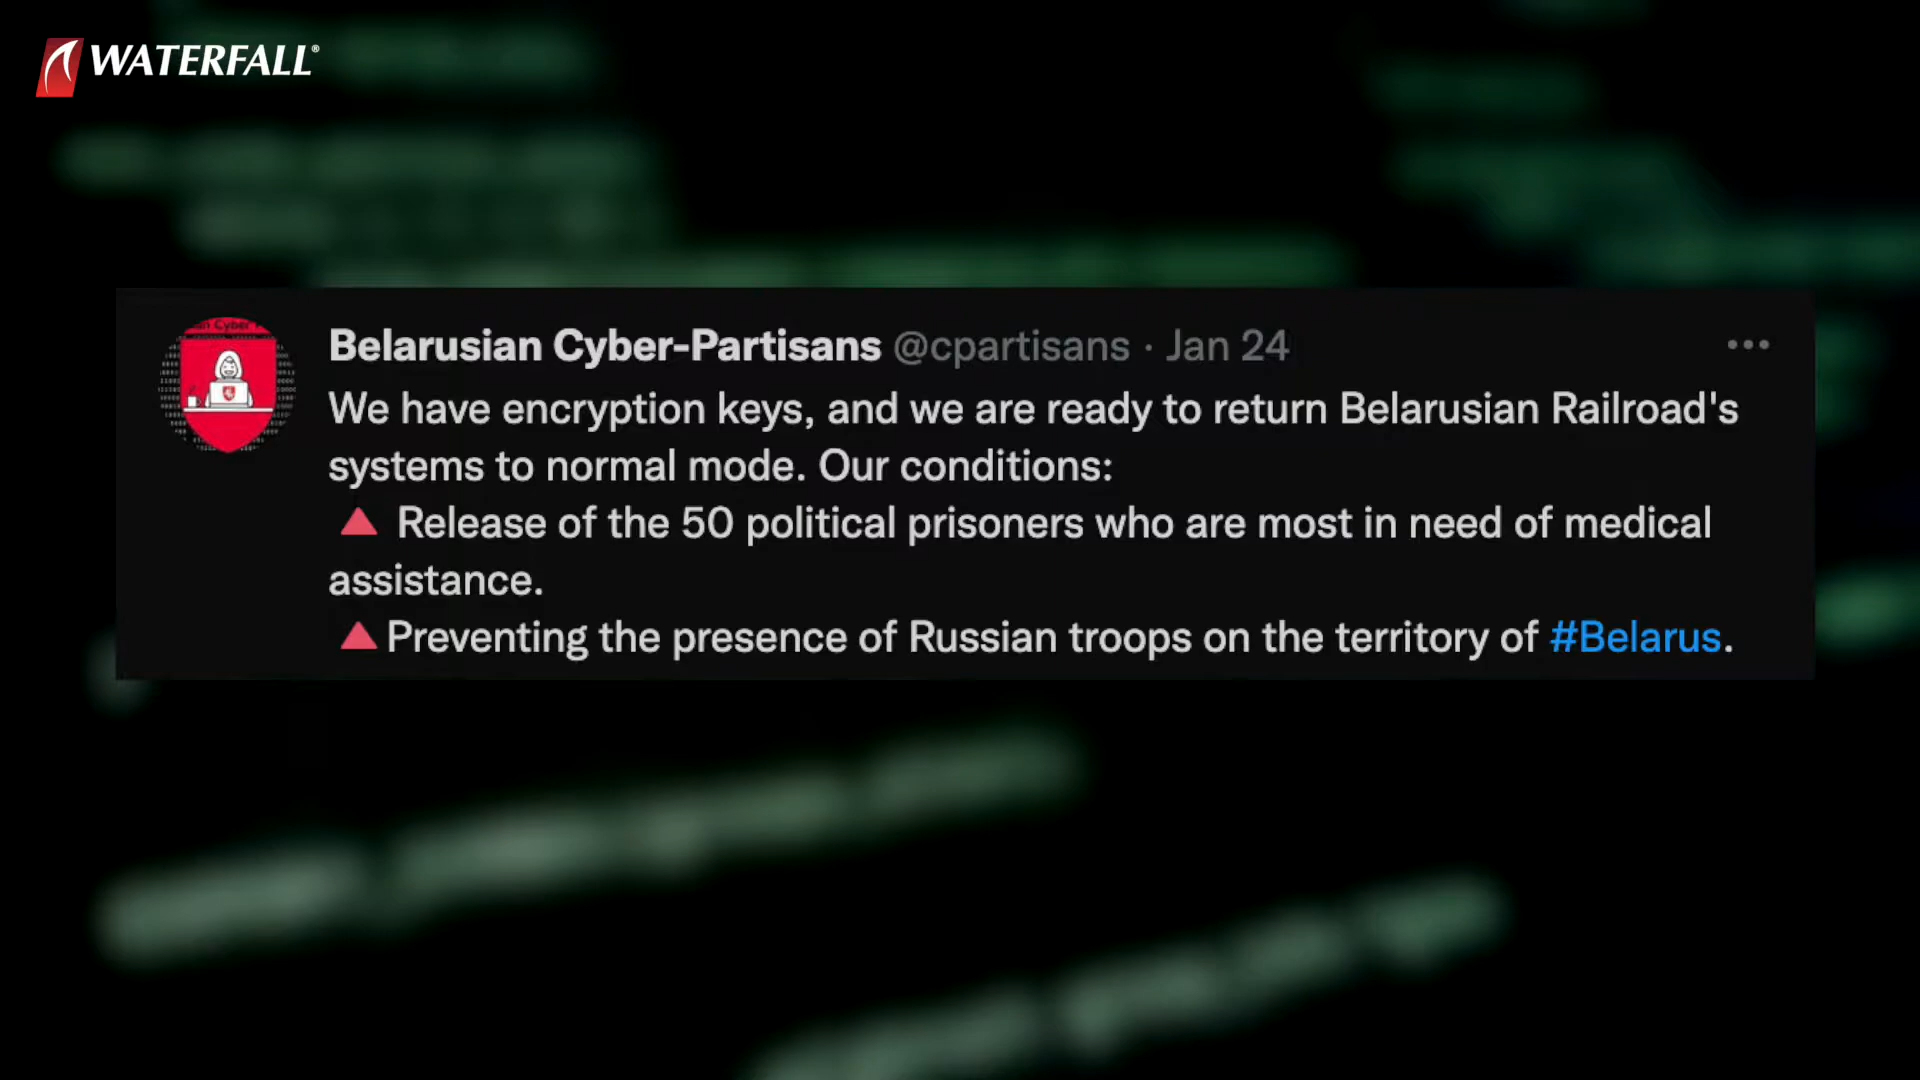 WATERFALL®
Belarusian Cyber-Partisans @cpartisans · Jan 24
We have encryption keys, and we are ready to return Belarusian Railroad's
systems to normal mode. Our conditions:
🔺 Release of the 50 political prisoners who are most in need of medical
assistance.
🔺Preventing the presence of Russian troops on the territory of #Belarus.